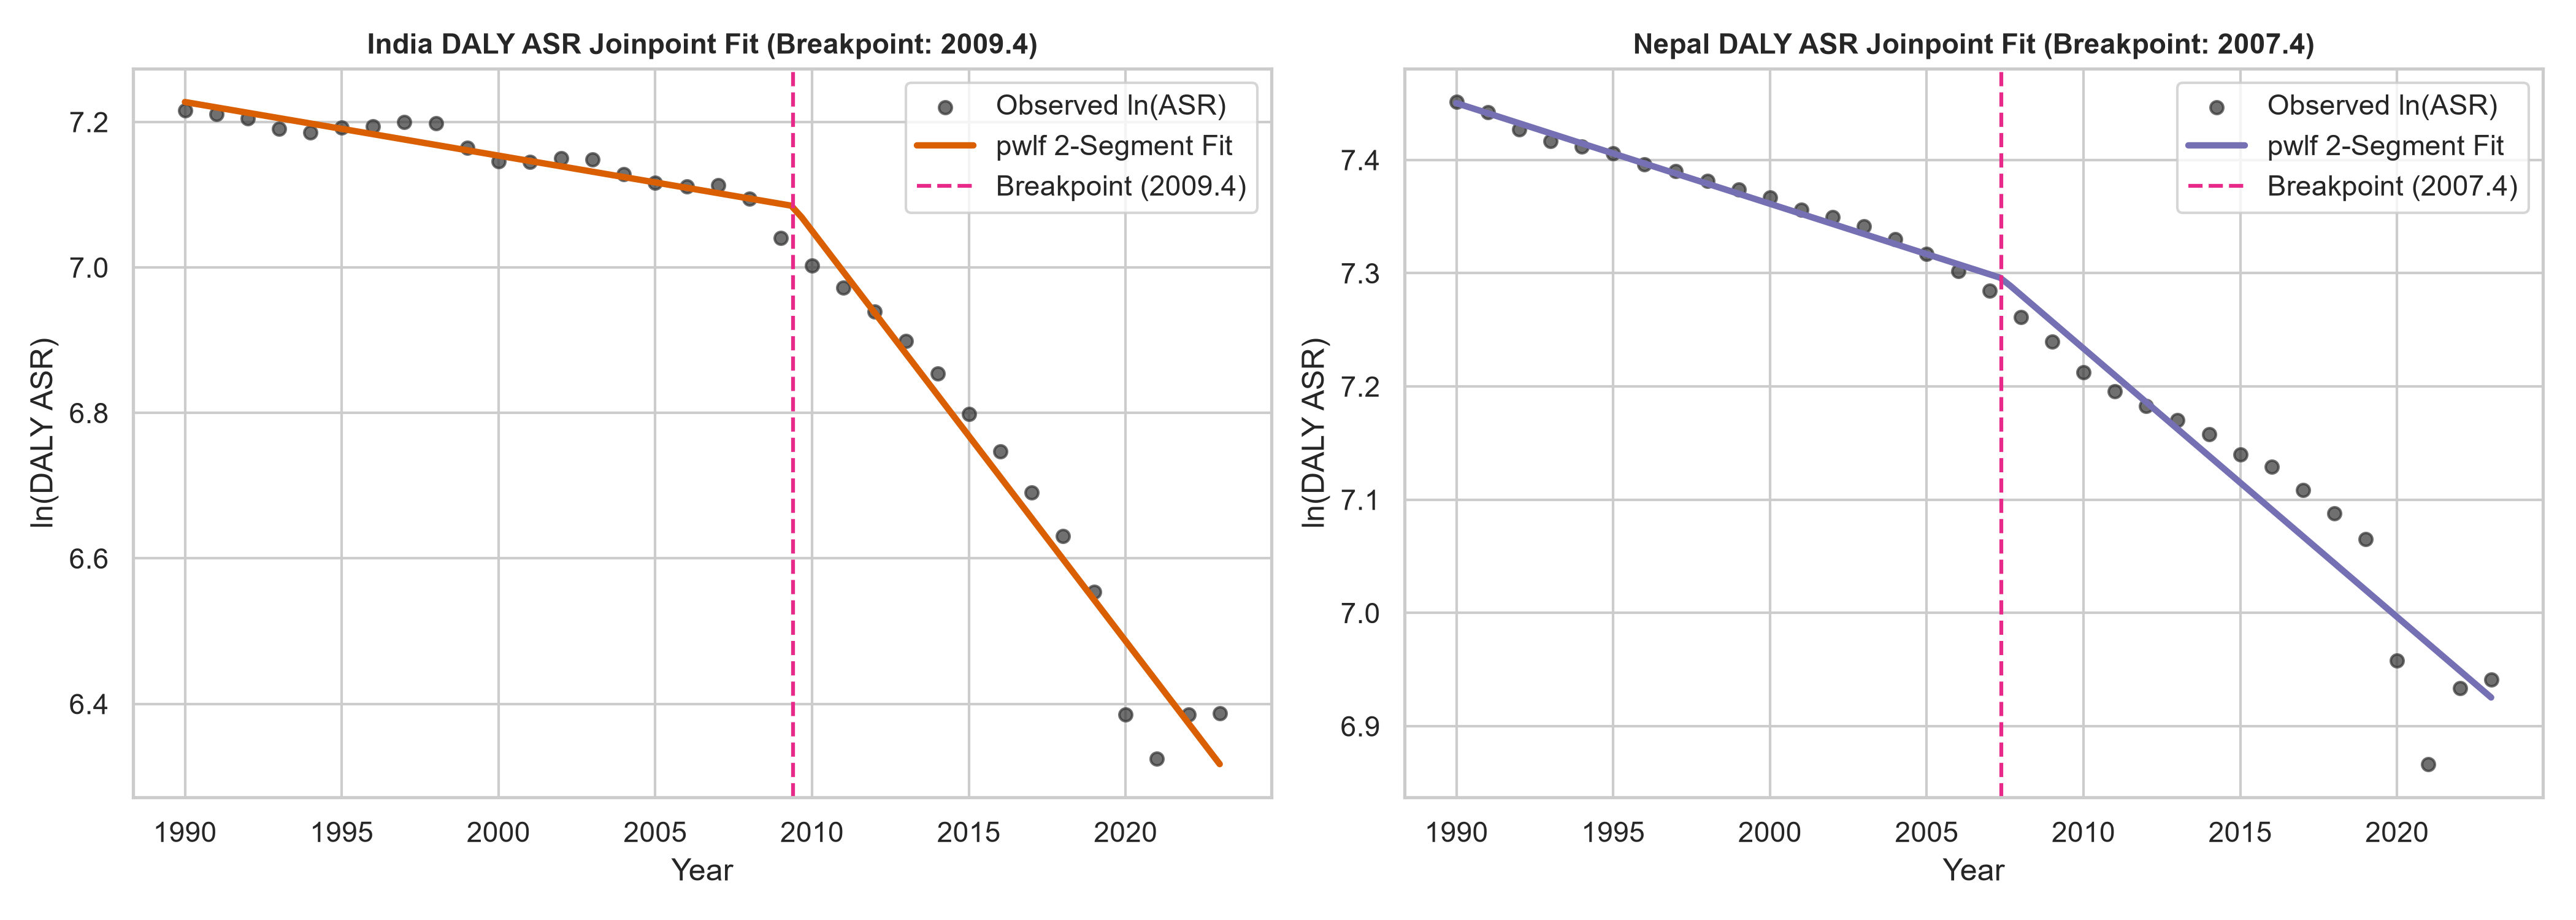 India DALY ASR Joinpoint Fit (Breakpoint: 2009.4)
Observed ln(ASR)
pwlf 2-Segment Fit
Breakpoint (2009.4)
7.2
7.0
6.8
6.6
6.4
ln(DALY ASR)
1990 1995 2000 2005 2010 2015 2020
Year
Nepal DALY ASR Joinpoint Fit (Breakpoint: 2007.4)
Observed ln(ASR)
pwlf 2-Segment Fit
Breakpoint (2007.4)
7.4
7.3
7.2
7.1
7.0
6.9
ln(DALY ASR)
1990 1995 2000 2005 2010 2015 2020
Year